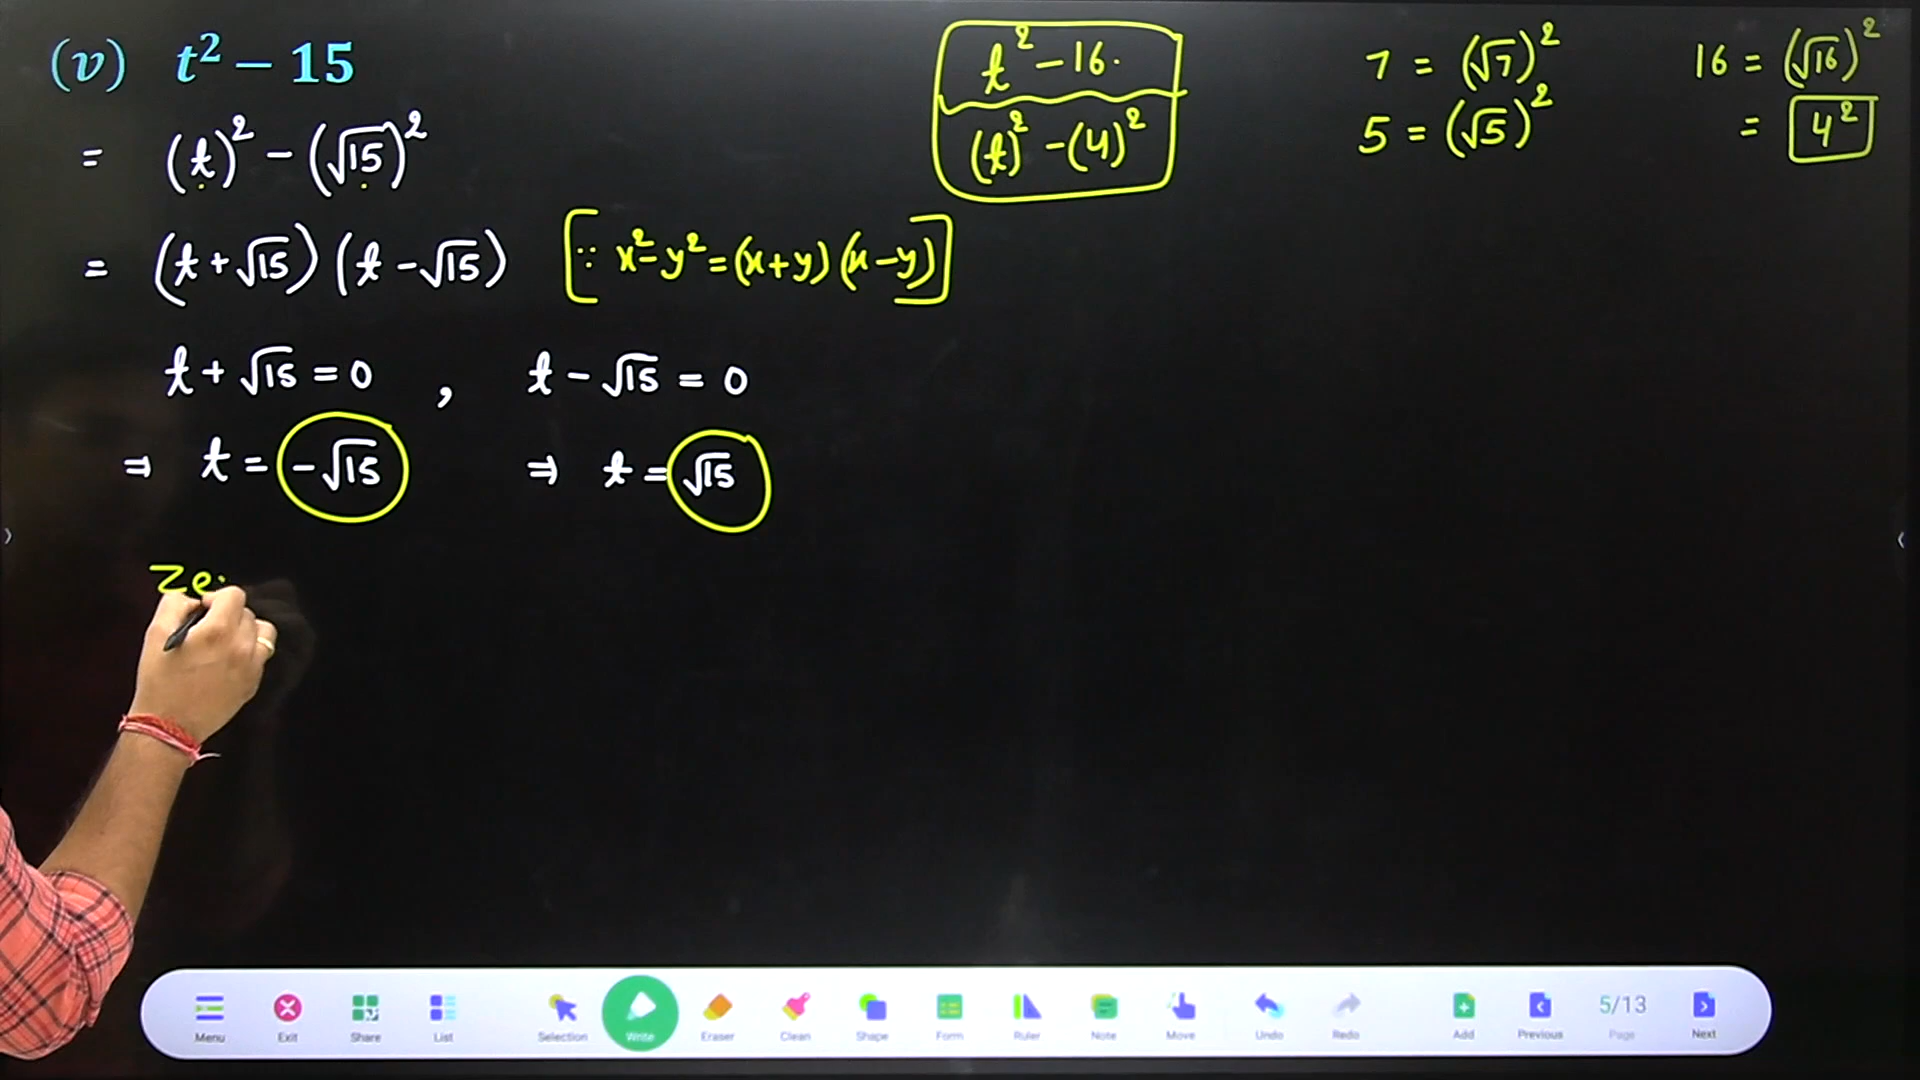 (v) t² − 15
= (t)² − (√15)²
= (t + √15) (t − √15) [∵ x² − y² = (x + y) (x − y)]
t + √15 = 0 , t − √15 = 0
⇒ t = −√15 ⇒ t = √15
Ze
t² − 16.
(t)² − (4)²
7 = (√7)²
5 = (√5)²
16 = (√16)²
= 4²
Menu Exit Share List Selection Write Eraser Clean Shape Form Ruler Note Move Undo Redo Add Previous 5/13 Page Next